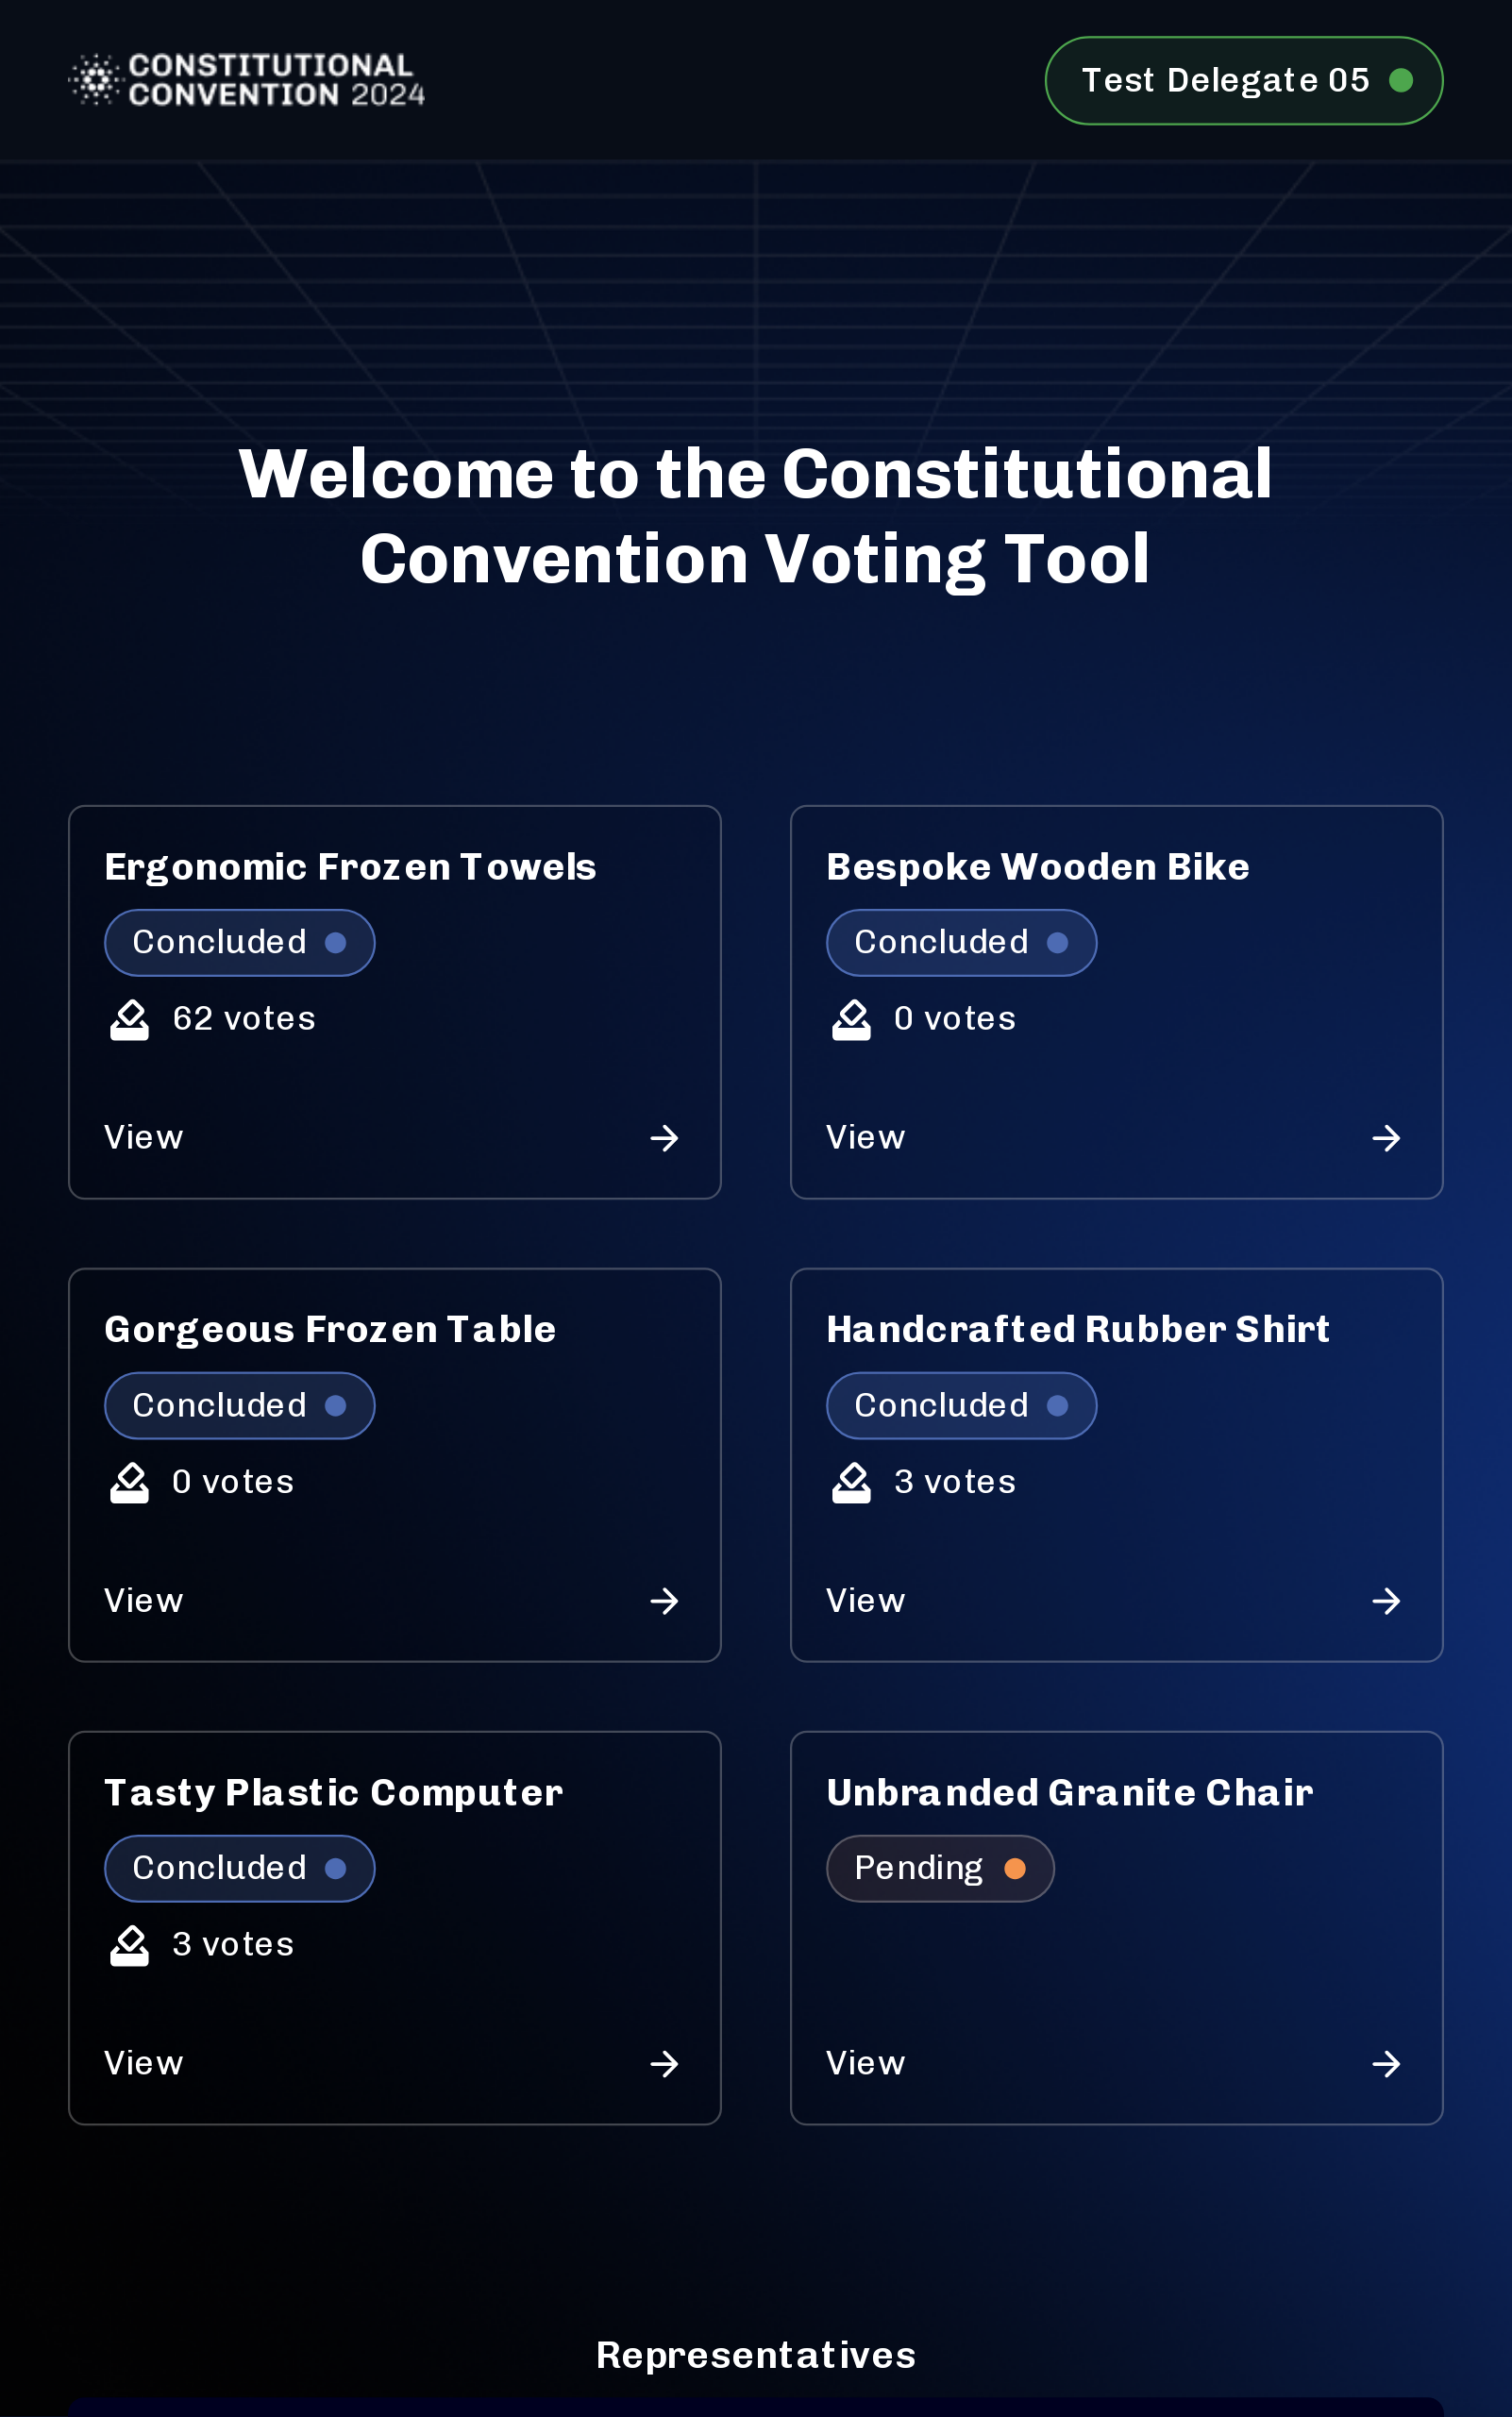 CONSTITUTIONAL
CONVENTION 2024
Test Delegate 05
Welcome to the Constitutional
Convention Voting Tool
Ergonomic Frozen Towels
Concluded
62 votes
View
Bespoke Wooden Bike
Concluded
0 votes
View
Gorgeous Frozen Table
Concluded
0 votes
View
Handcrafted Rubber Shirt
Concluded
3 votes
View
Tasty Plastic Computer
Concluded
3 votes
View
Unbranded Granite Chair
Pending
View
Representatives